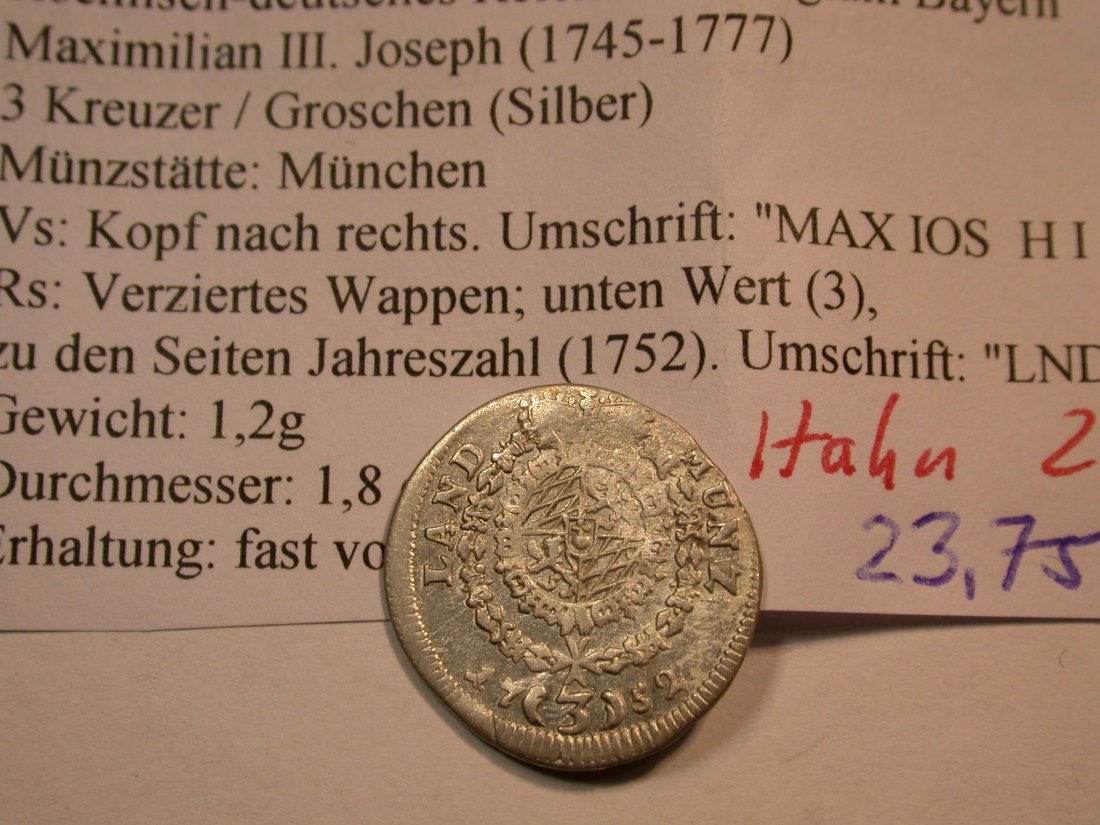 Maximilian III. Joseph (1745-1777)
3 Kreuzer / Groschen (Silber)
Münzstätte: München
Vs: Kopf nach rechts. Umschrift: "MAX IOS H I
Rs: Verziertes Wappen; unten Wert (3),
zu den Seiten Jahreszahl (1752). Umschrift: "LND
Gewicht: 1,2g
Hahn 2
Durchmesser: 1,8
23,75
Erhaltung: fast vo
LAND MÜNZ
17 (3) 52